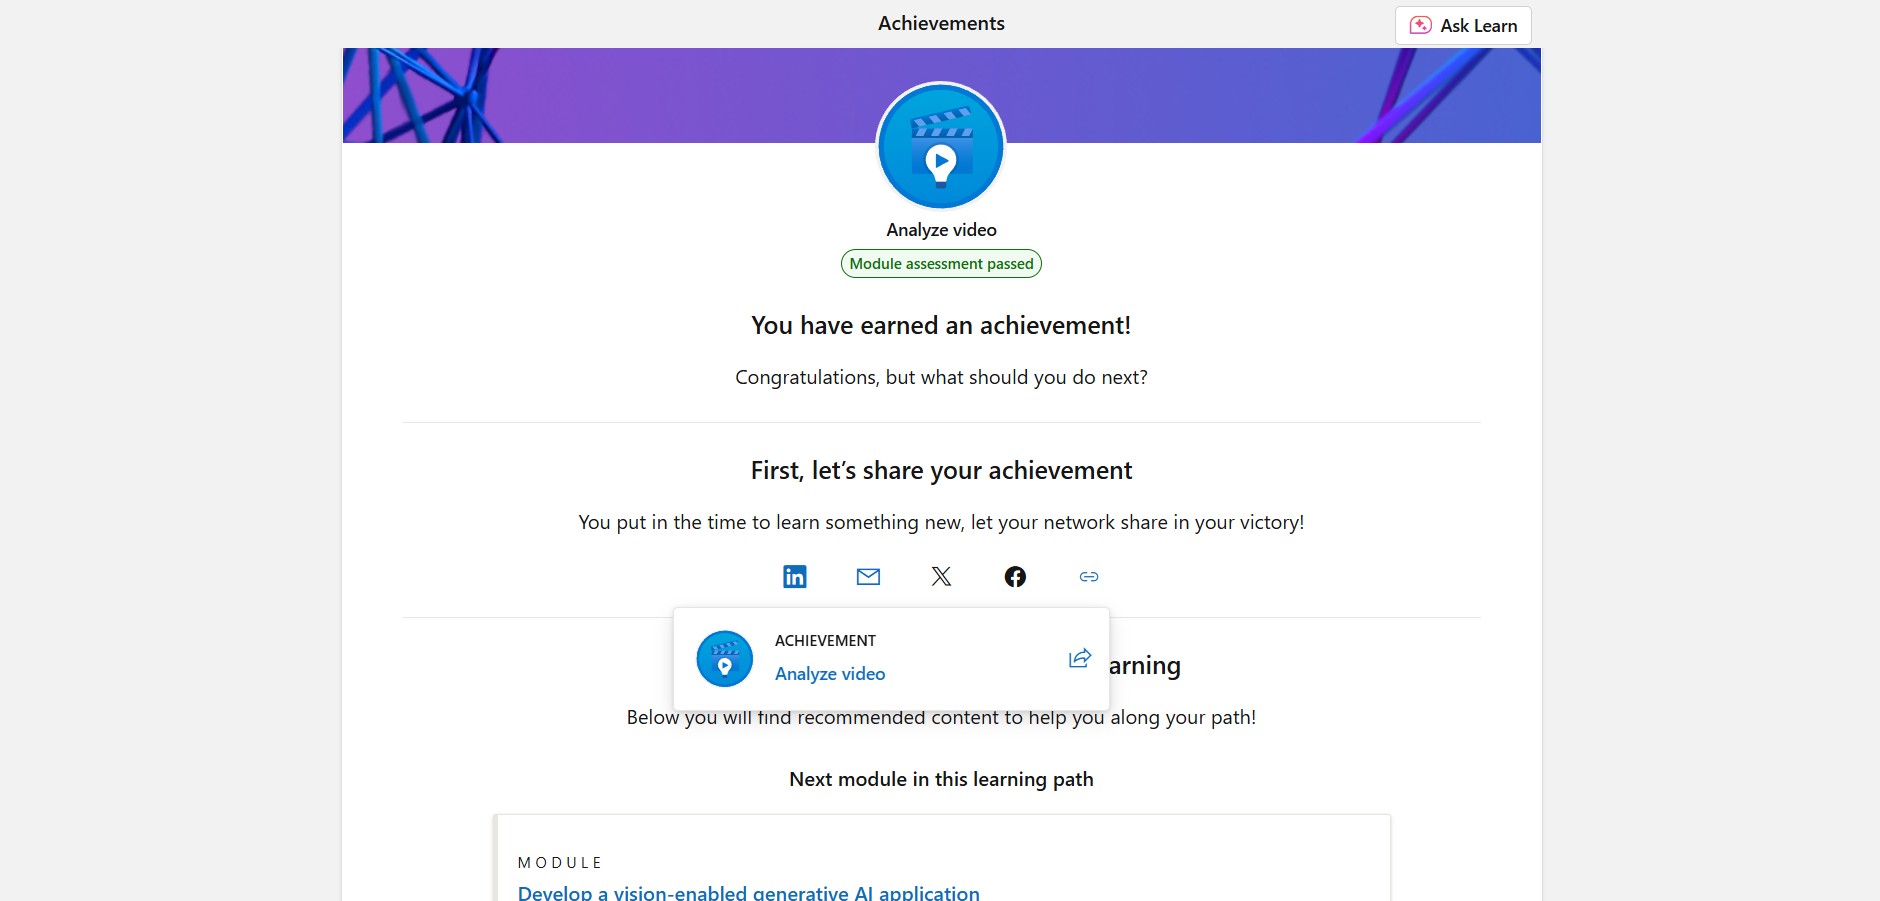 Achievements
Ask Learn
Analyze video
Module assessment passed
You have earned an achievement!
Congratulations, but what should you do next?
First, let’s share your achievement
You put in the time to learn something new, let your network share in your victory!
ACHIEVEMENT
Analyze video
arning
Below you will find recommended content to help you along your path!
Next module in this learning path
MODULE
Develop a vision-enabled generative AI application